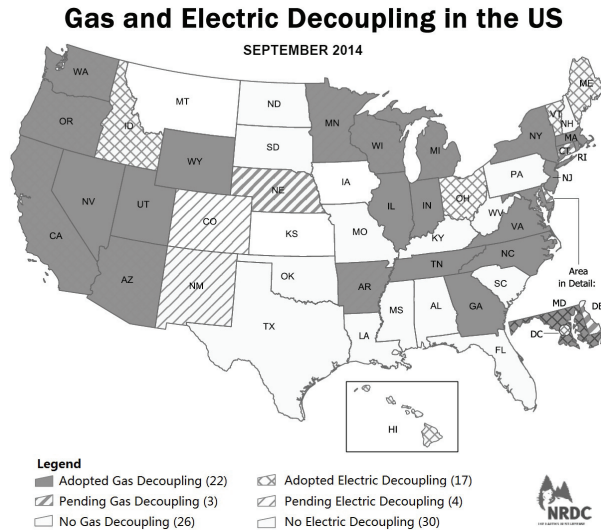 Gas and Electric Decoupling in the US
SEPTEMBER 2014
WA
MT
ND
MN
ME
VT
NH
OR
ID
SD
WI
MI
NY
MA
CT
RI
WY
IA
PA
NJ
NE
NV
UT
CO
IL
IN
OH
WV
VA
CA
KS
MO
KY
NC
AZ
NM
OK
AR
TN
SC
Area
in Detail:
TX
MS
AL
GA
MD
DE
LA
DC
FL
HI
Legend
Adopted Gas Decoupling (22)
Adopted Electric Decoupling (17)
Pending Gas Decoupling (3)
Pending Electric Decoupling (4)
No Gas Decoupling (26)
No Electric Decoupling (30)
NRDC